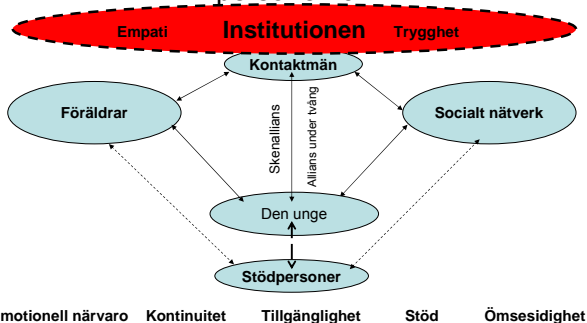 Empati Institutionen Trygghet
Kontaktmän
Föräldrar
Socialt nätverk
Skenallians
Allians under tvång
Den unge
Stödpersoner
motionell närvaro Kontinuitet Tillgänglighet Stöd Ömsesidighet